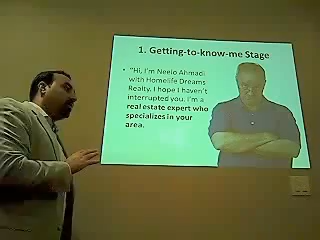 1. Getting-to-know-me Stage
• "Hi, I'm Neelo Ahmadi
with Homelife Dreams
Realty. I hope I haven't
interrupted you. I'm a
real estate expert who
specializes in your
area.